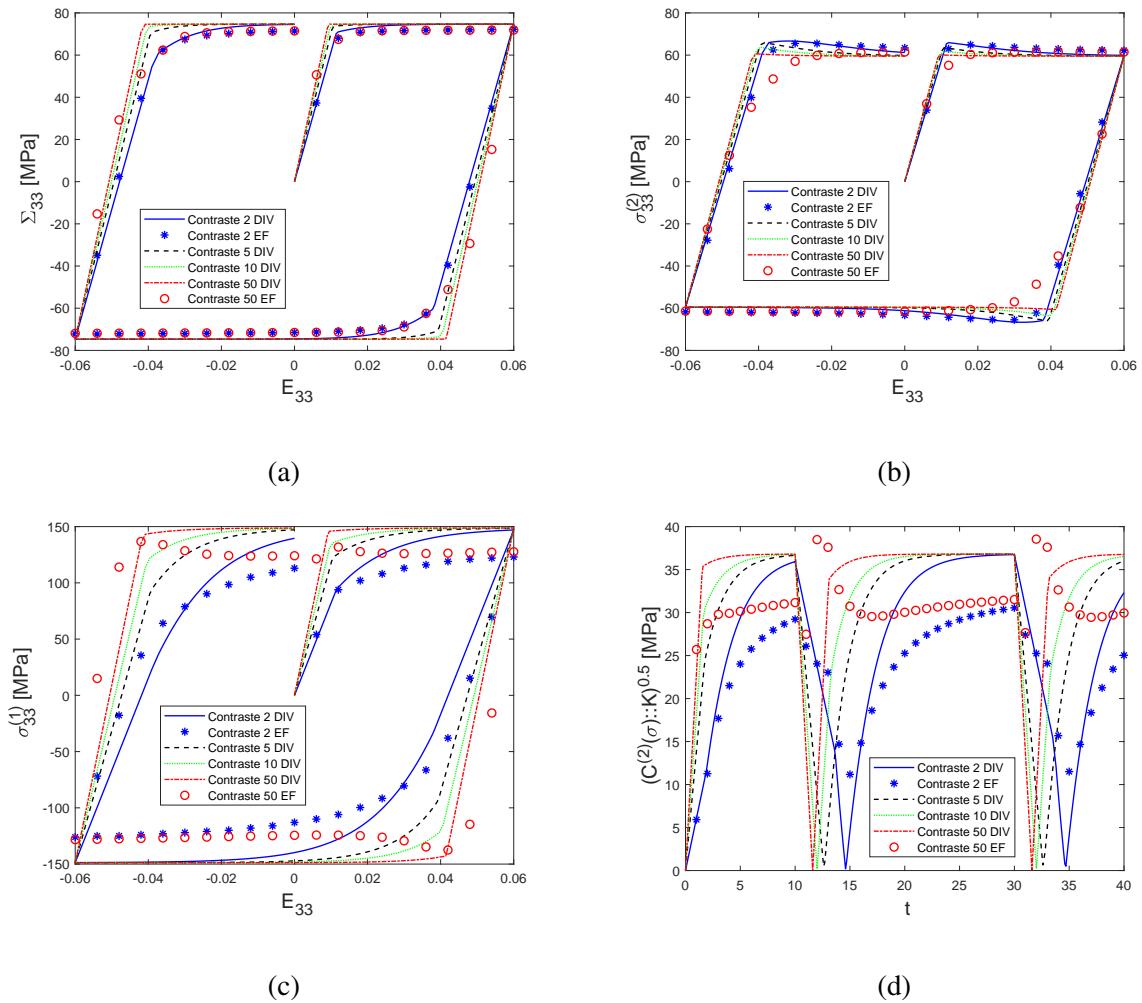 80
60
40
20
0
-20
-40
-60
-80
Σ33 [MPa]
-0.06 -0.04 -0.02 0 0.02 0.04 0.06
E33
Contraste 2 DIV
Contraste 2 EF
Contraste 5 DIV
Contraste 10 DIV
Contraste 50 DIV
Contraste 50 EF
(a)
80
60
40
20
0
-20
-40
-60
-80
σ33(2) [MPa]
-0.06 -0.04 -0.02 0 0.02 0.04 0.06
E33
Contraste 2 DIV
Contraste 2 EF
Contraste 5 DIV
Contraste 10 DIV
Contraste 50 DIV
Contraste 50 EF
(b)
150
100
50
0
-50
-100
-150
σ33(1) [MPa]
-0.06 -0.04 -0.02 0 0.02 0.04 0.06
E33
Contraste 2 DIV
Contraste 2 EF
Contraste 5 DIV
Contraste 10 DIV
Contraste 50 DIV
Contraste 50 EF
(c)
40
35
30
25
20
15
10
5
0
(C(2)(σ)::K)0.5 [MPa]
0 5 10 15 20 25 30 35 40
t
Contraste 2 DIV
Contraste 2 EF
Contraste 5 DIV
Contraste 10 DIV
Contraste 50 DIV
Contraste 50 EF
(d)